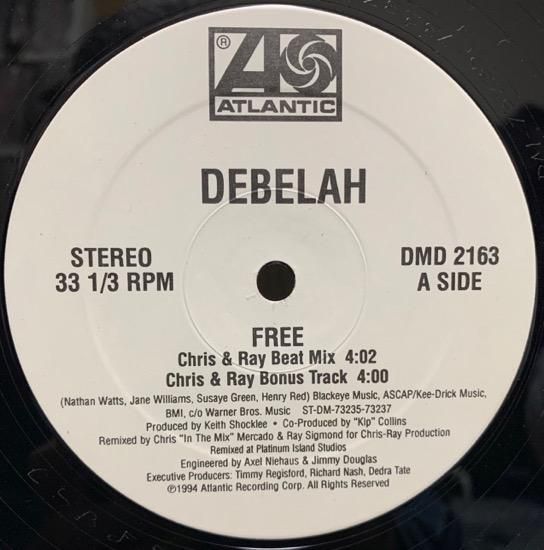 ®
ATLANTIC
DEBELAH
STEREO
33 1/3 RPM
DMD 2163
A SIDE
FREE
Chris & Ray Beat Mix 4:02
Chris & Ray Bonus Track 4:00
(Nathan Watts, Jane Williams, Susaye Green, Henry Red) Blackeye Music, ASCAP/Kee-Drick Music,
BMI, c/o Warner Bros. Music ST-DM-73235-73237
Produced by Keith Shocklee • Co-Produced by "Kip" Collins
Remixed by Chris "In The Mix" Mercado & Ray Sigmond for Chris-Ray Production
Remixed at Platinum Island Studios
Engineered by Axel Niehaus & Jimmy Douglas
Executive Producers: Timmy Regisford, Richard Nash, Dedra Tate
℗1994 Atlantic Recording Corp. All Rights Reserved